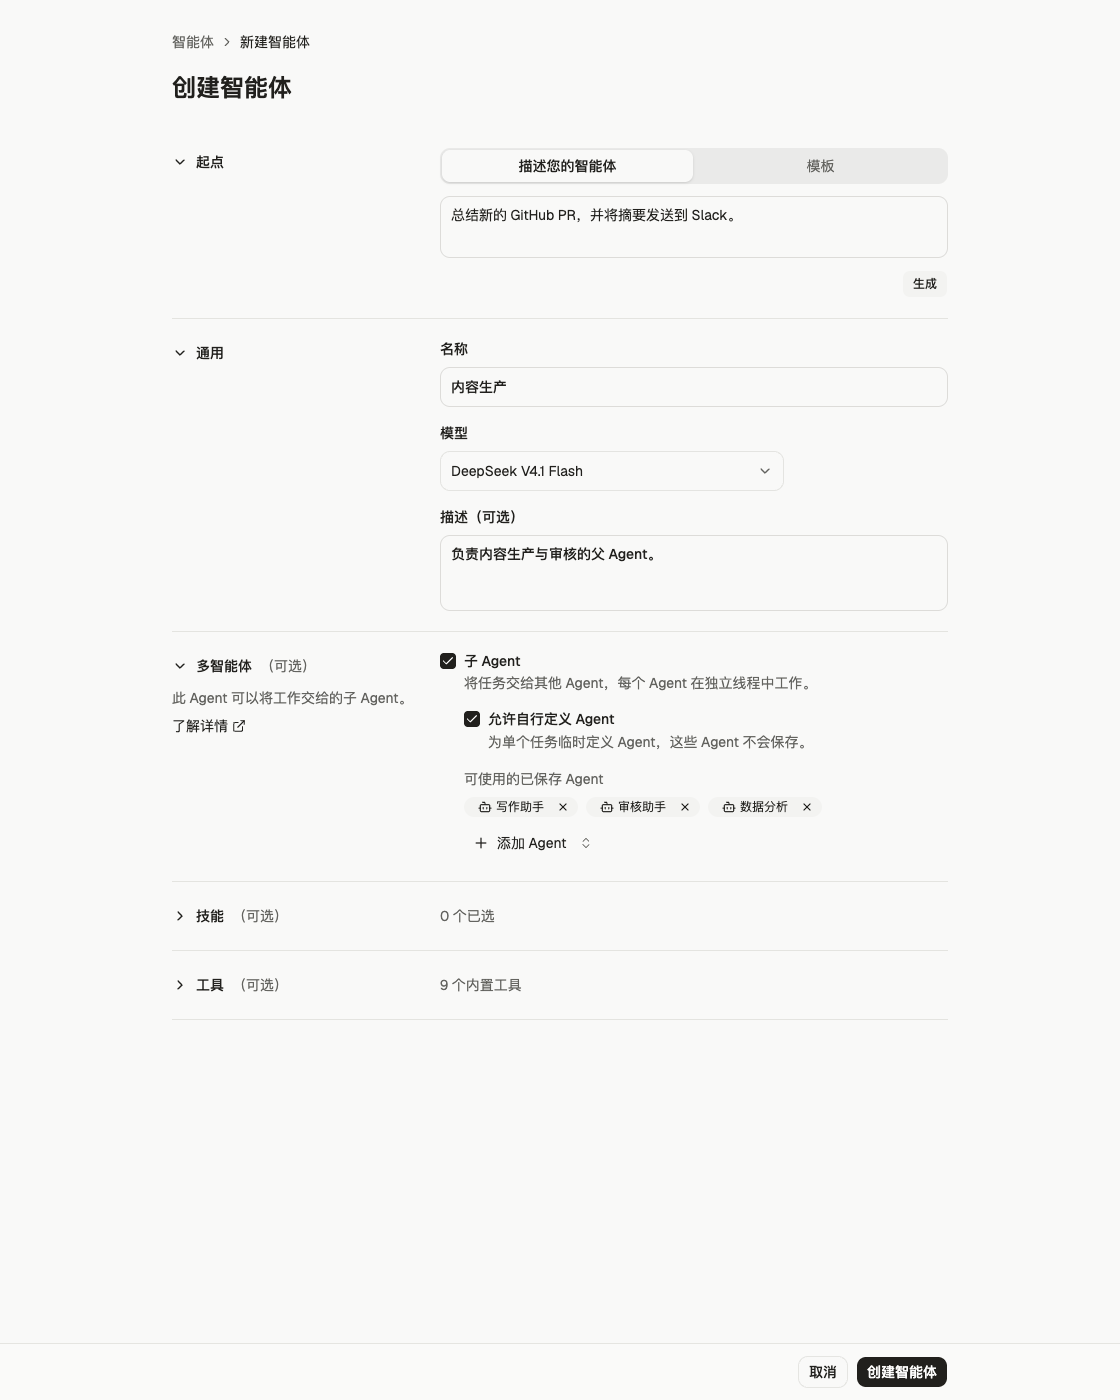 智能体 > 新建智能体
创建智能体
起点
描述您的智能体 模板
总结新的 GitHub PR，并将摘要发送到 Slack。
生成
通用
名称
内容生产
模型
DeepSeek V4.1 Flash
描述（可选）
负责内容生产与审核的父 Agent。
多智能体 （可选）
此 Agent 可以将工作交给的子 Agent。
了解详情
子 Agent
将任务交给其他 Agent，每个 Agent 在独立线程中工作。
允许自行定义 Agent
为单个任务临时定义 Agent，这些 Agent 不会保存。
可使用的已保存 Agent
写作助手 × 审核助手 × 数据分析 ×
+ 添加 Agent
技能 （可选） 0 个已选
工具 （可选） 9 个内置工具
取消 创建智能体